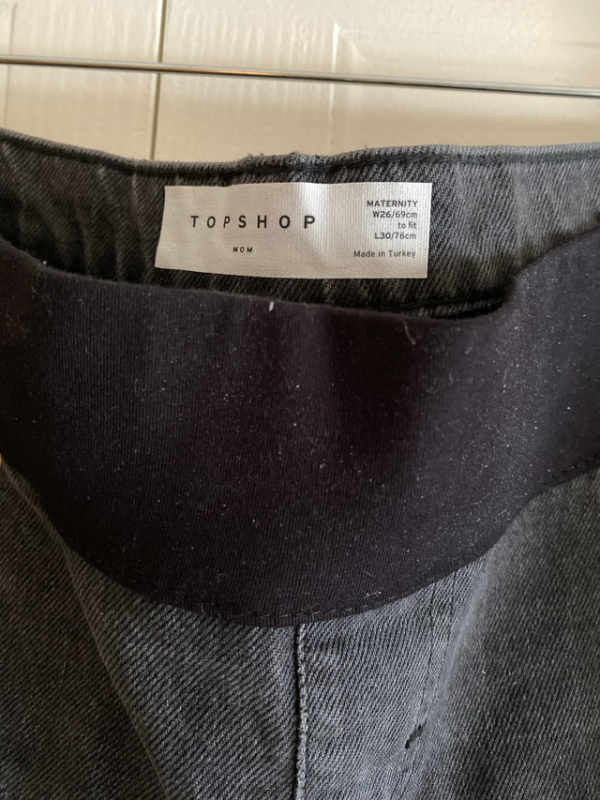 TOPSHOP
MOM
MATERNITY
W26/69cm
to fit
L30/76cm
Made in Turkey